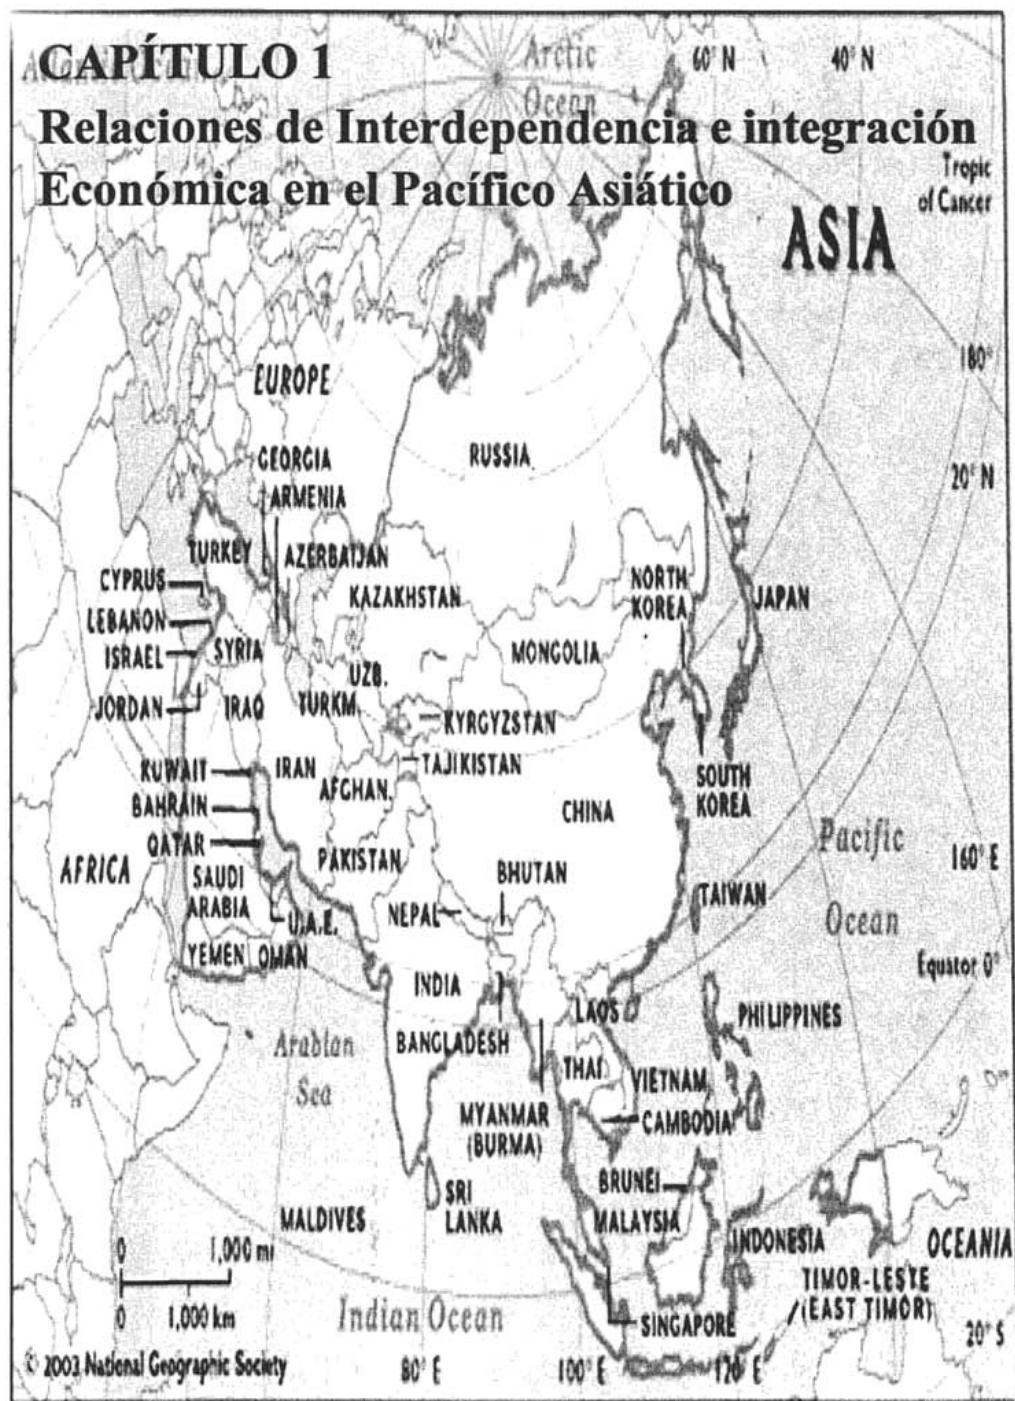 CAPÍTULO 1
Relaciones de Interdependencia e integración
Económica en el Pacífico Asiático
Arctic
Ocean
60° N
40° N
Tropic
of Cancer
ASIA
180°
EUROPE
GEORGIA
ARMENIA
RUSSIA
20° N
TURKEY
AZERBAIJAN
CYPRUS
KAZAKHSTAN
NORTH
KOREA
JAPAN
LEBANON
ISRAEL
SYRIA
UZB.
MONGOLIA
JORDAN
IRAQ
TURKM.
KYRGYZSTAN
KUWAIT
IRAN
TAJIKISTAN
SOUTH
KOREA
BAHRAIN
AFGHAN.
CHINA
QATAR
AFRICA
PAKISTAN
BHUTAN
Pacific
Ocean
160° E
SAUDI
ARABIA
U.A.E.
NEPAL
TAIWAN
YEMEN
OMAN
INDIA
Equator 0°
LAOS
PHILIPPINES
Arabian
Sea
BANGLADESH
THAI.
VIETNAM
MYANMAR
(BURMA)
CAMBODIA
BRUNEI
SRI
LANKA
MALDIVES
MALAYSIA
INDONESIA
OCEANIA
0 1,000 mi
0 1,000 km
TIMOR-LESTE
(EAST TIMOR)
Indian Ocean
SINGAPORE
20° S
© 2003 National Geographic Society
80° E
100° E
120° E